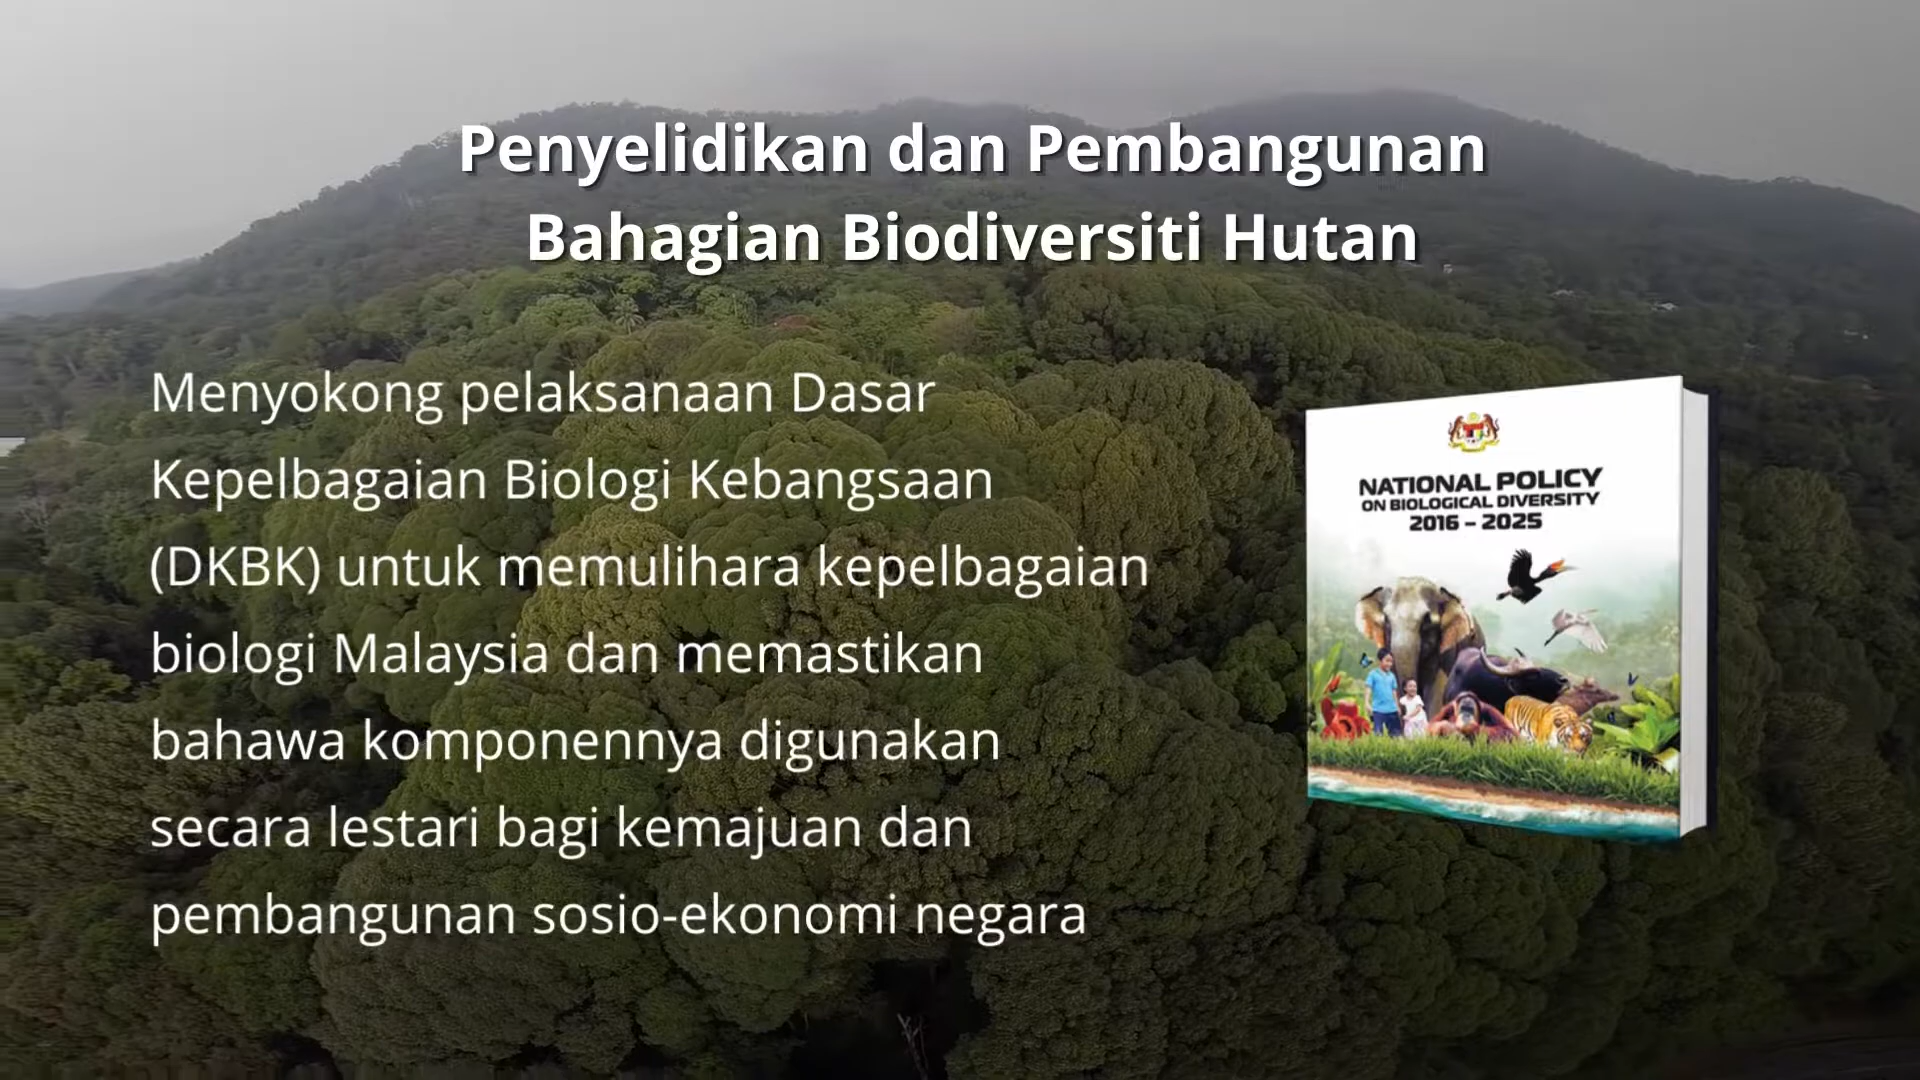 Penyelidikan dan Pembangunan
Bahagian Biodiversiti Hutan
Menyokong pelaksanaan Dasar
Kepelbagaian Biologi Kebangsaan
(DKBK) untuk memulihara kepelbagaian
biologi Malaysia dan memastikan
bahawa komponennya digunakan
secara lestari bagi kemajuan dan
pembangunan sosio-ekonomi negara
NATIONAL POLICY
ON BIOLOGICAL DIVERSITY
2016 – 2025